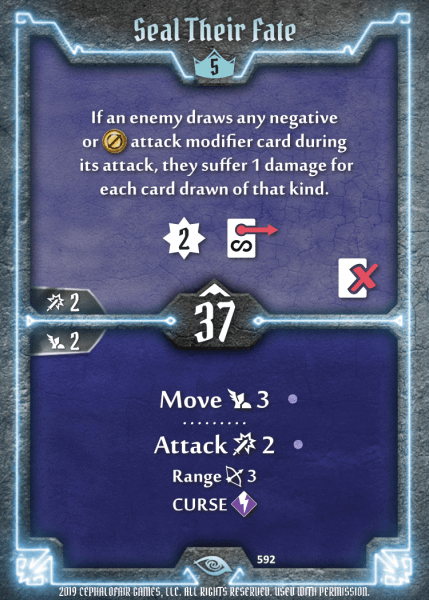 Seal Their Fate
5
If an enemy draws any negative
or attack modifier card during
its attack, they suffer 1 damage for
each card drawn of that kind.
2
2
37
2
Move 3
Attack 2
Range 3
CURSE
592
2019 CEPHALOFAIR GAMES, LLC. ALL RIGHTS RESERVED. USED WITH PERMISSION.